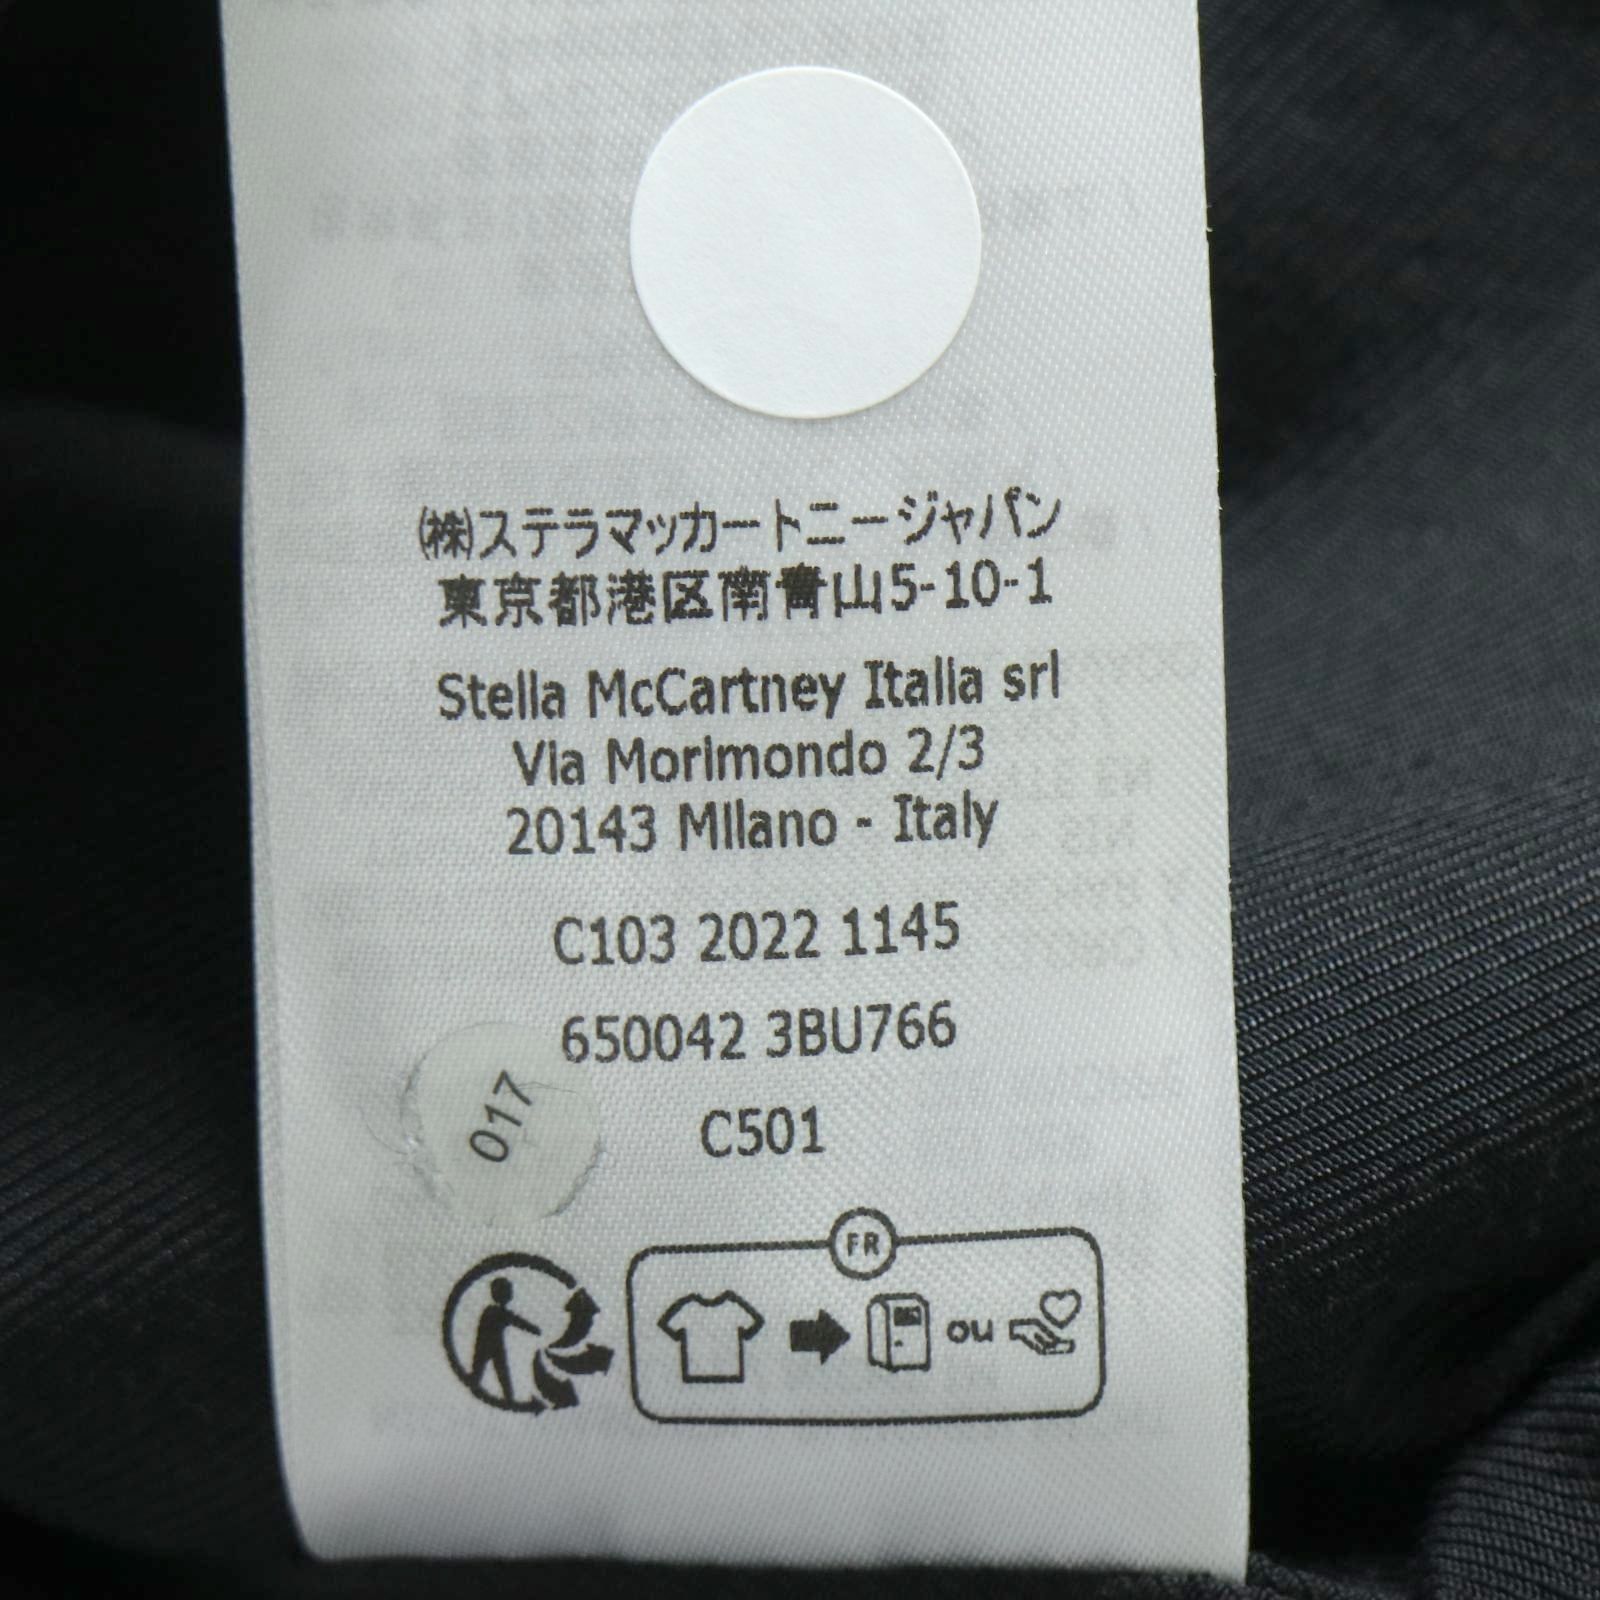 ㈱ステラマッカートニージャパン
東京都港区南青山5-10-1
Stella McCartney Italia srl
Via Morimondo 2/3
20143 Milano - Italy
C103 2022 1145
650042 3BU766
017
C501
FR
ou